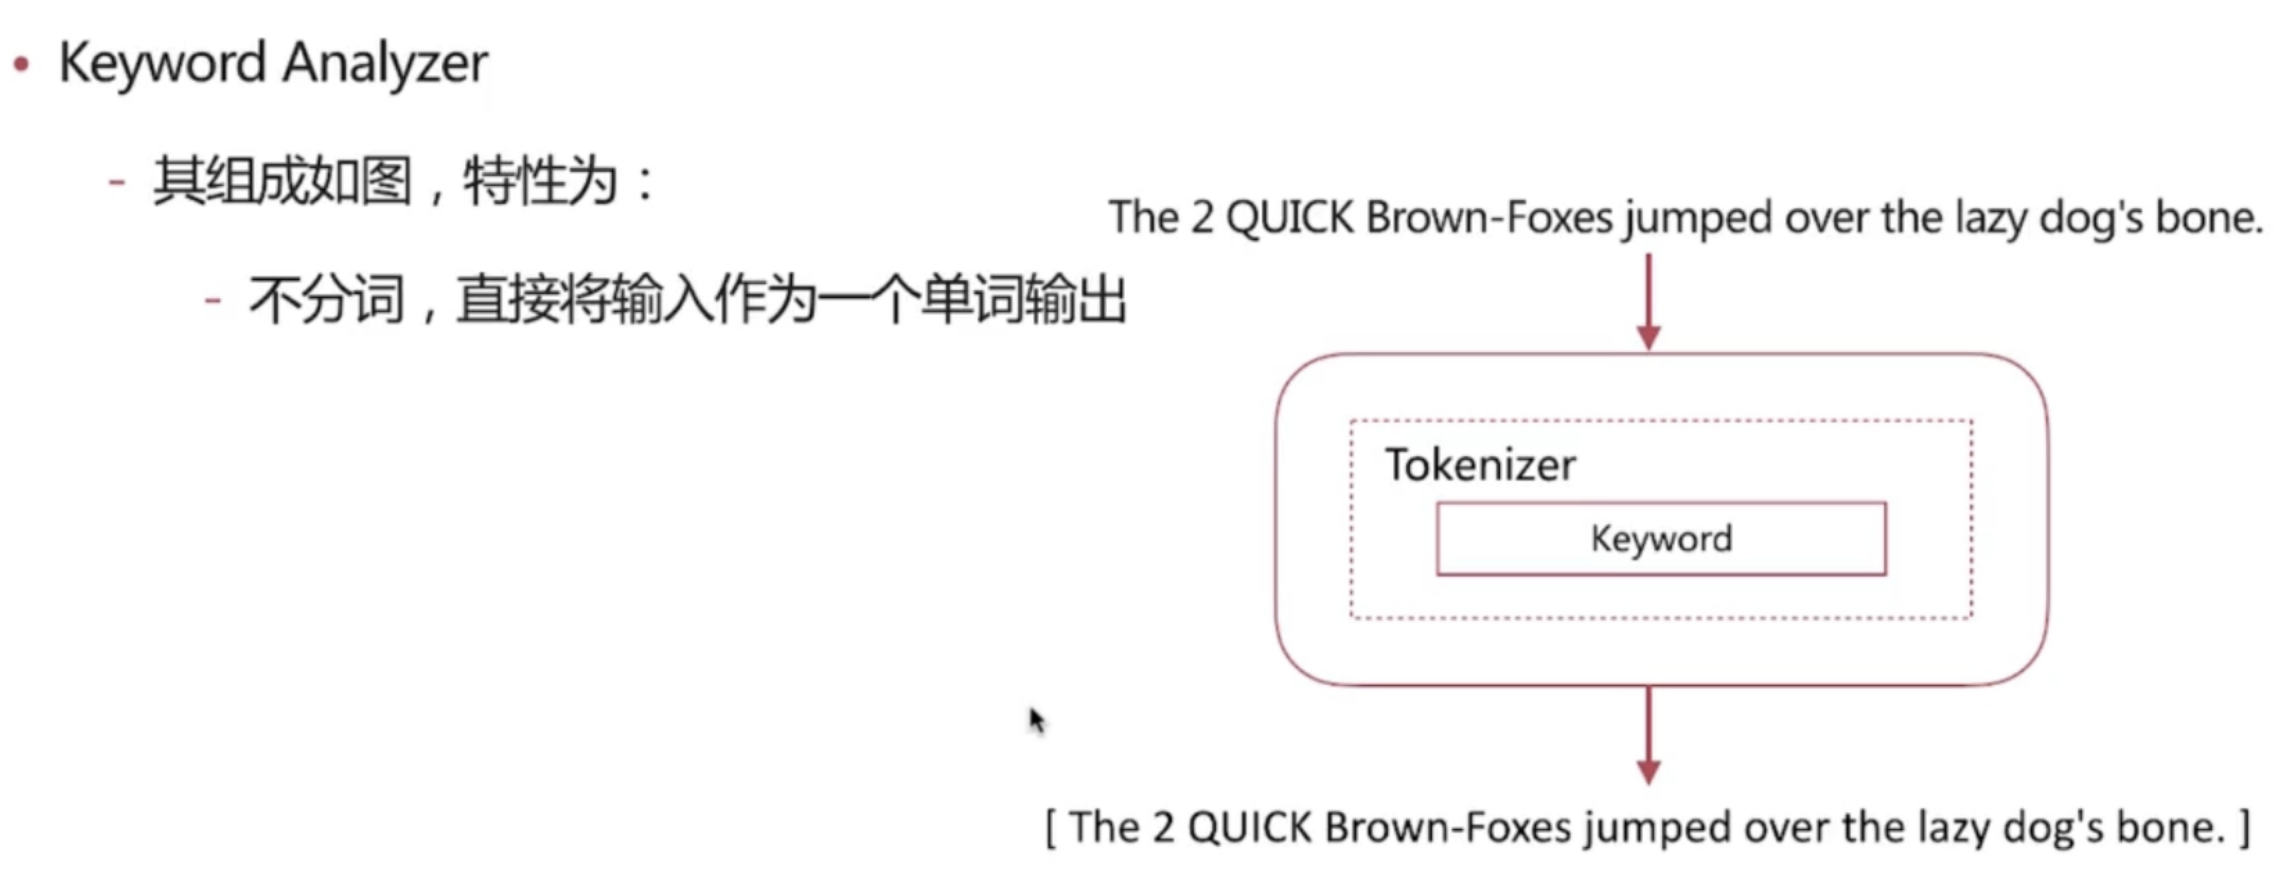 • Keyword Analyzer
- 其组成如图，特性为：
- 不分词，直接将输入作为一个单词输出
The 2 QUICK Brown-Foxes jumped over the lazy dog's bone.
Tokenizer
Keyword
[ The 2 QUICK Brown-Foxes jumped over the lazy dog's bone. ]